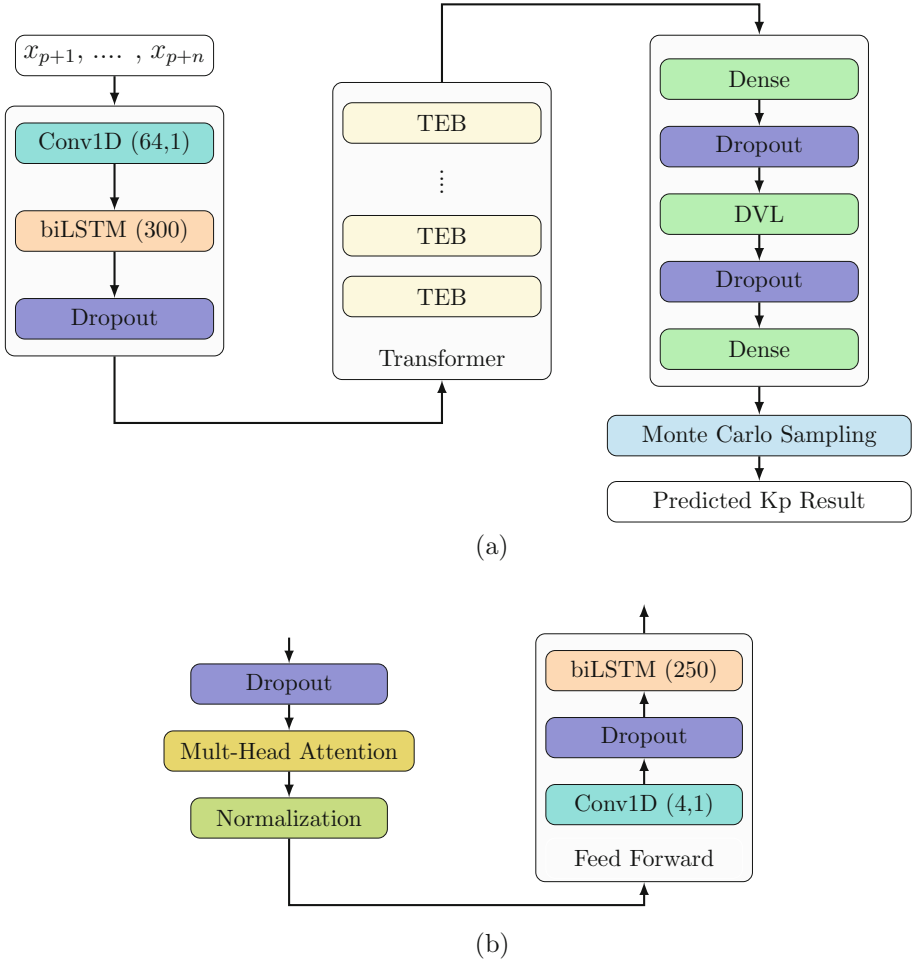 x_{p+1}, .... , x_{p+n}
Conv1D (64,1)
biLSTM (300)
Dropout
TEB
TEB
TEB
Transformer
Dense
Dropout
DVL
Dropout
Dense
Monte Carlo Sampling
Predicted Kp Result
(a)
Dropout
Mult-Head Attention
Normalization
biLSTM (250)
Dropout
Conv1D (4,1)
Feed Forward
(b)